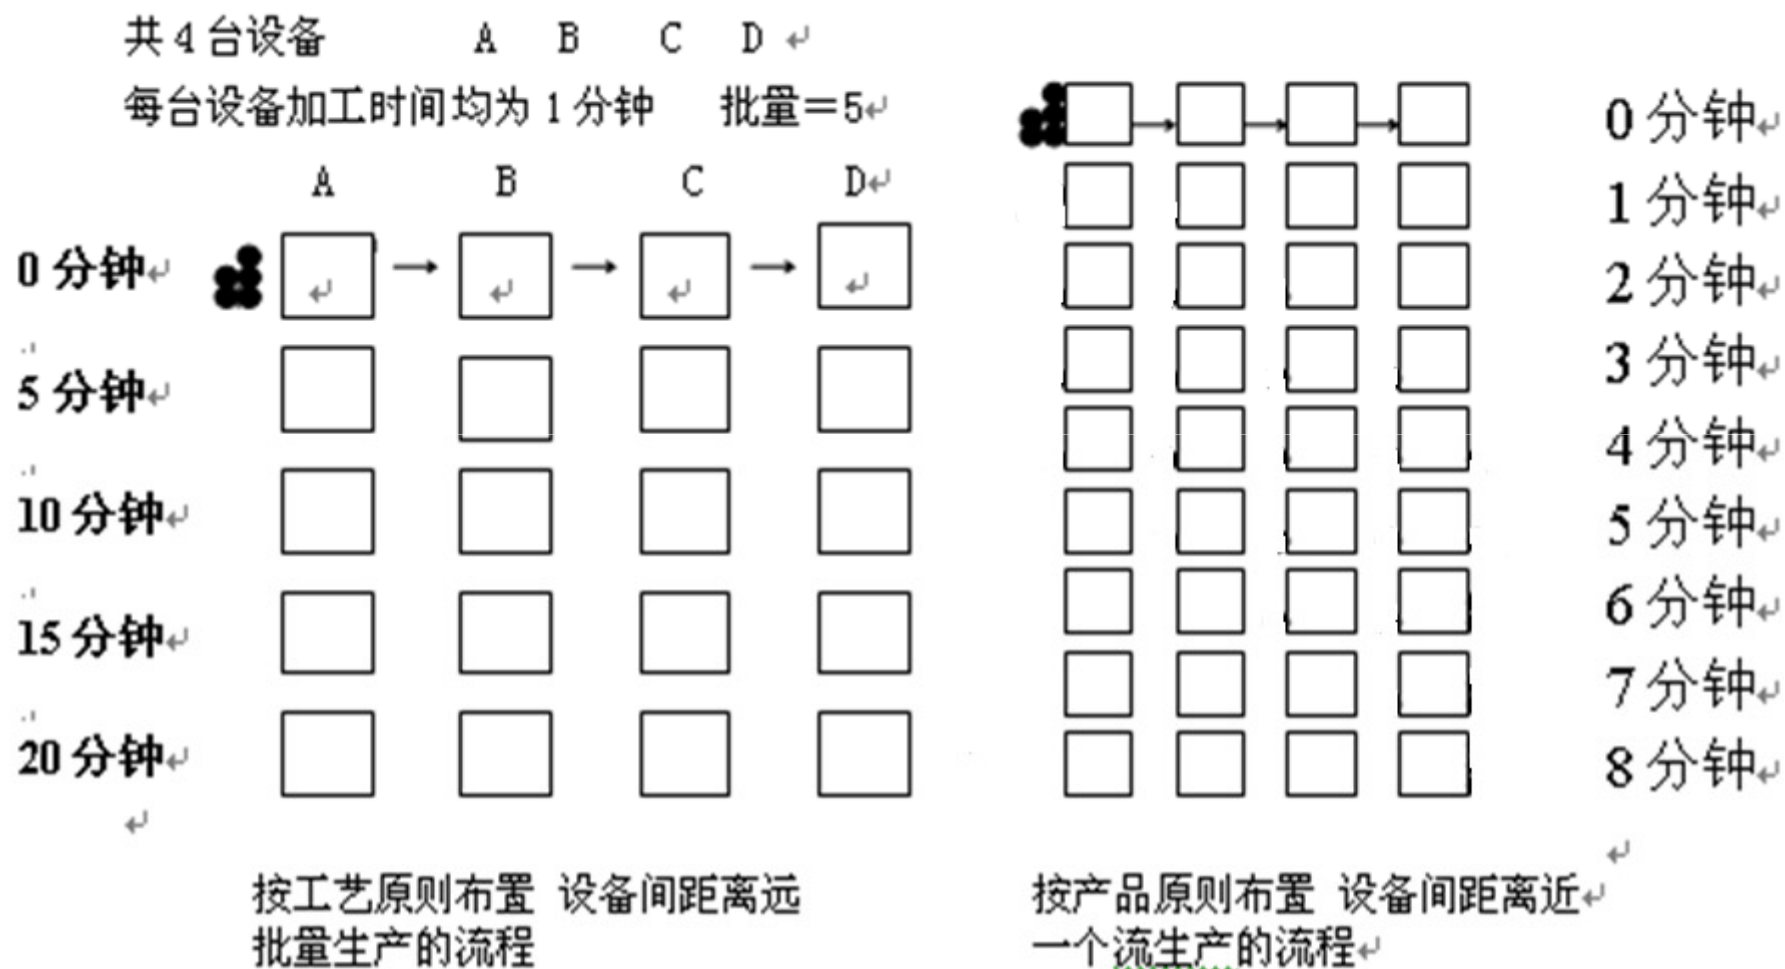 共4台设备 A B C D
每台设备加工时间均为1分钟 批量＝5
A B C D
0分钟
5分钟
10分钟
15分钟
20分钟
按工艺原则布置 设备间距离远
批量生产的流程
0分钟
1分钟
2分钟
3分钟
4分钟
5分钟
6分钟
7分钟
8分钟
按产品原则布置 设备间距离近
一个流生产的流程